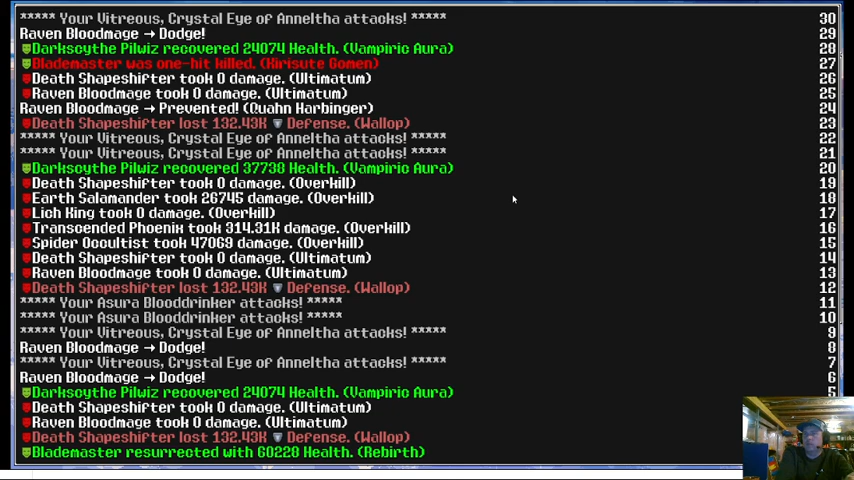 ***** Your Vitreous, Crystal Eye of Anneltha attacks! ***** 30
Raven Bloodmage → Dodge! 29
Darkscythe Pilwiz recovered 24074 Health. (Vampiric Aura) 28
Blademaster was one-hit killed. (Kirisute Gomen) 27
Death Shapeshifter took 0 damage. (Ultimatum) 26
Raven Bloodmage took 0 damage. (Ultimatum) 25
Raven Bloodmage → Prevented! (Quahn Harbinger) 24
Death Shapeshifter lost 132.43K Defense. (Wallop) 23
***** Your Vitreous, Crystal Eye of Anneltha attacks! ***** 22
***** Your Vitreous, Crystal Eye of Anneltha attacks! ***** 21
Darkscythe Pilwiz recovered 37738 Health. (Vampiric Aura) 20
Death Shapeshifter took 0 damage. (Overkill) 19
Earth Salamander took 26745 damage. (Overkill) 18
Lich King took 0 damage. (Overkill) 17
Transcended Phoenix took 314.31K damage. (Overkill) 16
Spider Occultist took 47069 damage. (Overkill) 15
Death Shapeshifter took 0 damage. (Ultimatum) 14
Raven Bloodmage took 0 damage. (Ultimatum) 13
Death Shapeshifter lost 132.43K Defense. (Wallop) 12
***** Your Asura Blooddrinker attacks! ***** 11
***** Your Asura Blooddrinker attacks! ***** 10
***** Your Vitreous, Crystal Eye of Anneltha attacks! ***** 9
Raven Bloodmage → Dodge! 8
***** Your Vitreous, Crystal Eye of Anneltha attacks! ***** 7
Raven Bloodmage → Dodge! 6
Darkscythe Pilwiz recovered 24074 Health. (Vampiric Aura) 5
Death Shapeshifter took 0 damage. (Ultimatum)
Raven Bloodmage took 0 damage. (Ultimatum)
Death Shapeshifter lost 132.43K Defense. (Wallop)
Blademaster resurrected with 60228 Health. (Rebirth)